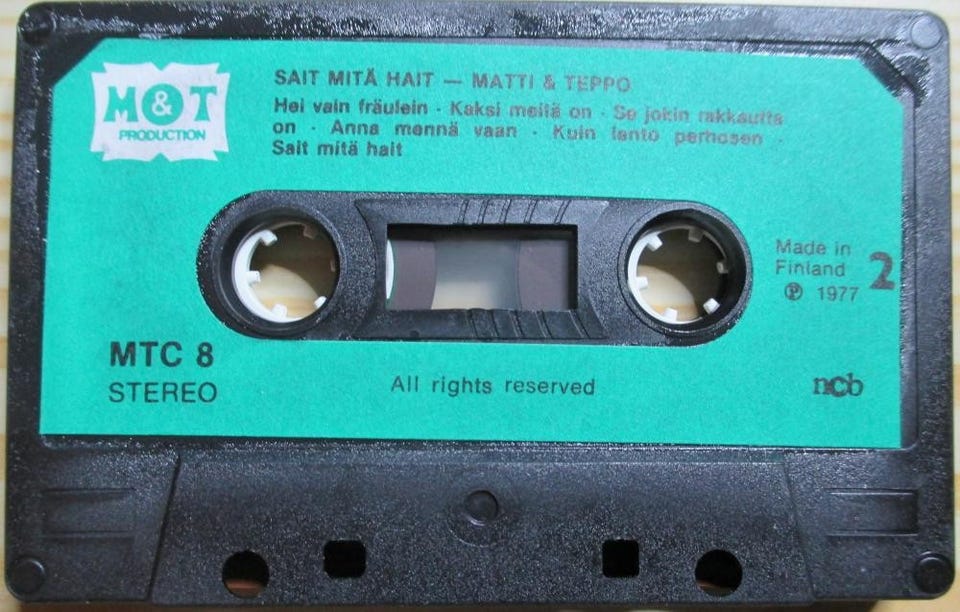 M&T
PRODUCTION
SAIT MITÄ HAIT — MATTI & TEPPO
Hei vain fräulein · Kaksi meitä on · Se jokin rakkautta
on · Anna mennä vaan · Kuin lento perhosen ·
Sait mitä hait
Made in
Finland
℗ 1977
2
MTC 8
STEREO
All rights reserved
ncb